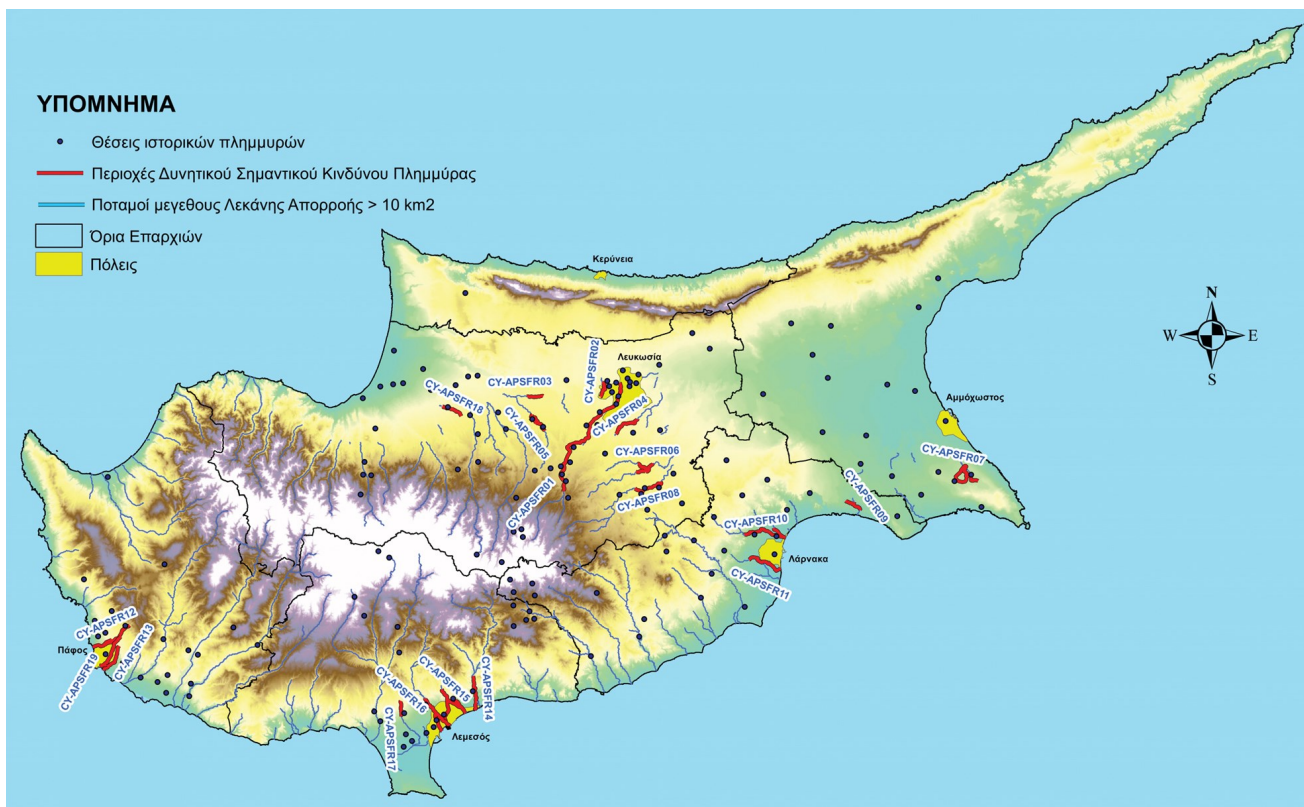 ΥΠΟΜΝΗΜΑ
Θέσεις ιστορικών πλημμυρών
Περιοχές Δυνητικού Σημαντικού Κινδύνου Πλημμύρας
Ποταμοί μεγεθους Λεκάνης Απορροής > 10 km2
Όρια Επαρχιών
Πόλεις
Κερύνεια
N
W
E
S
CY-APSFR02
Λευκωσία
CY-APSFR03
CY-APSFR18
CY-APSFR05
CY-APSFR04
Αμμόχωστος
CY-APSFR06
CY-APSFR07
CY-APSFR08
CY-APSFR01
CY-APSFR09
CY-APSFR10
Λάρνακα
CY-APSFR11
CY-APSFR12
Πάφος
CY-APSFR13
CY-APSFR19
CY-APSFR16
CY-APSFR15
CY-APSFR14
CY-APSFR17
Λεμεσός